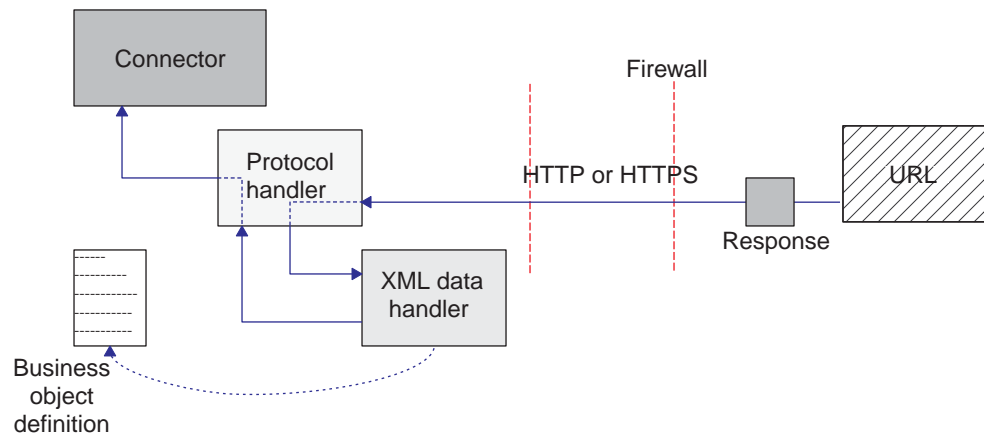 Connector
Firewall
Protocol
handler
HTTP or HTTPS
URL
Response
XML data
handler
Business
object
definition